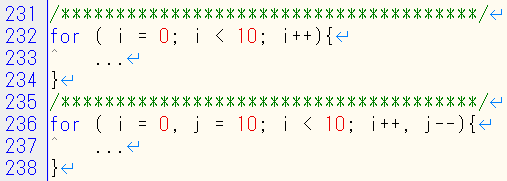 231 /**************************************/↵
232 for ( i = 0; i < 10; i++){↵
233 ^   ...↵
234 }↵
235 /**************************************/↵
236 for ( i = 0, j = 10; i < 10; i++, j--){↵
237 ^   ...↵
238 }↵